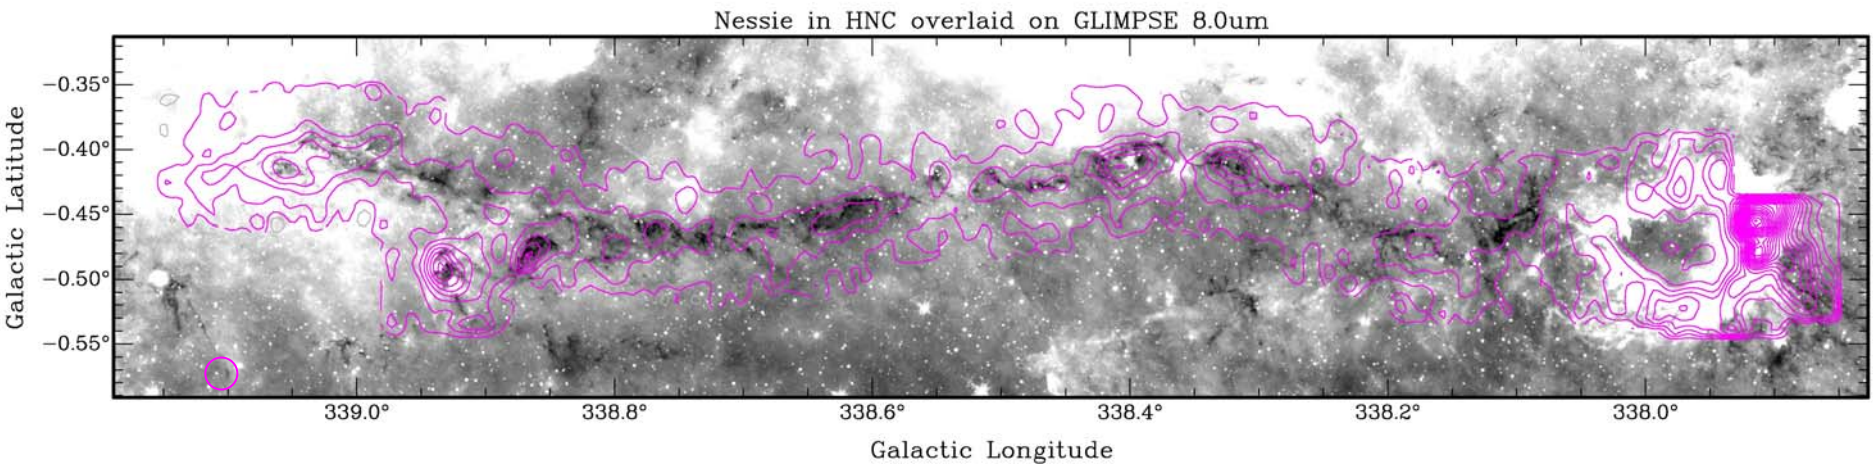 Nessie in HNC overlaid on GLIMPSE 8.0um
−0.35°
−0.40°
−0.45°
−0.50°
−0.55°
Galactic Latitude
339.0° 338.8° 338.6° 338.4° 338.2° 338.0°
Galactic Longitude